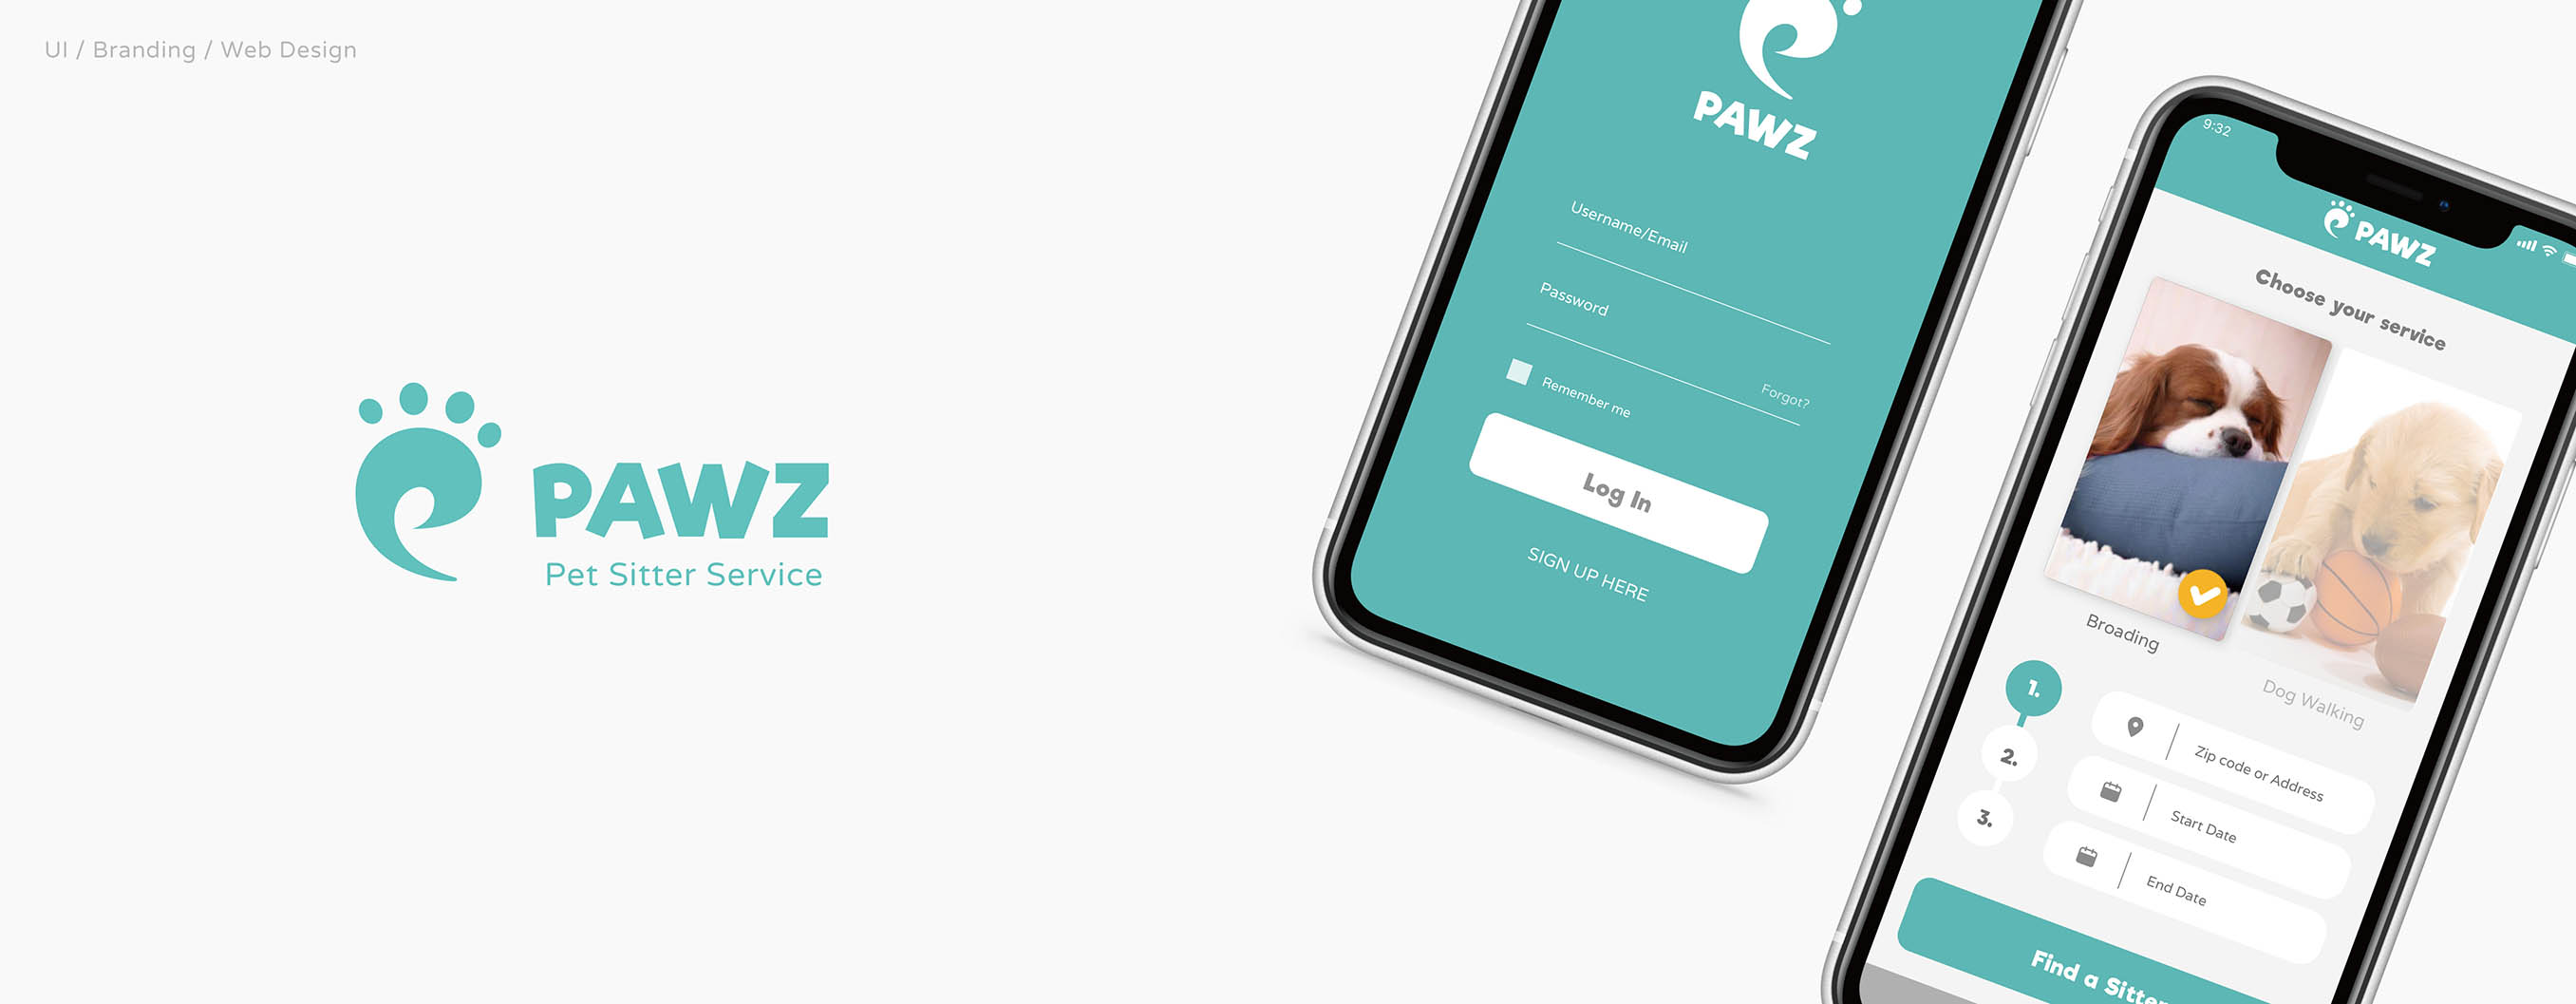 UI / Branding / Web Design
PAWZ
Pet Sitter Service
PAWZ
Username/Email
Password
Forgot?
Remember me
Log In
SIGN UP HERE
9:32
PAWZ
Choose your service
Broading
Dog Walking
1.
Zip code or Address
2.
Start Date
3.
End Date
Find a Sitter